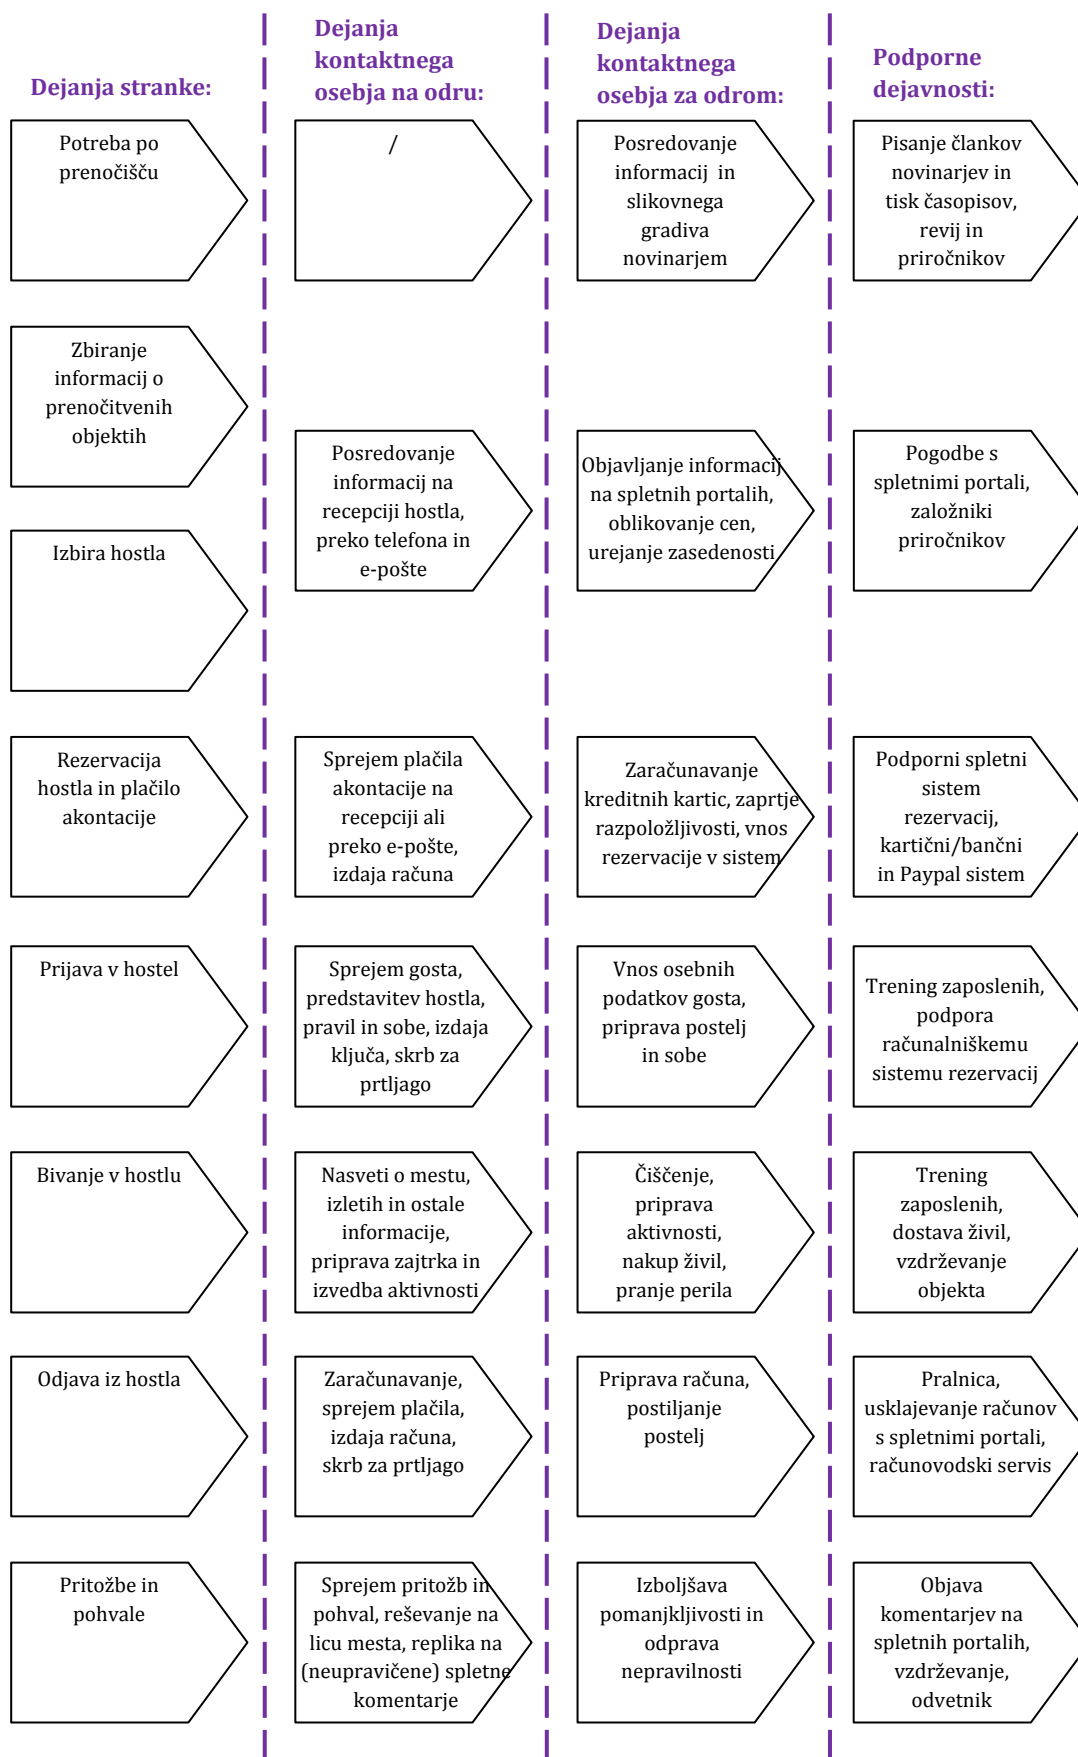 Dejanja stranke:
Dejanja
kontaktnega
osebja na odru:
Dejanja
kontaktnega
osebja za odrom:
Podporne
dejavnosti:
Potreba po
prenočišču
/
Posredovanje
informacij  in
slikovnega
gradiva
novinarjem
Pisanje člankov
novinarjev in
tisk časopisov,
revij in
priročnikov
Zbiranje
informacij o
prenočitvenih
objektih
Izbira hostla
Posredovanje
informacij na
recepciji hostla,
preko telefona in
e-pošte
Objavljanje informacij
na spletnih portalih,
oblikovanje cen,
urejanje zasedenosti
Pogodbe s
spletnimi portali,
založniki
priročnikov
Rezervacija
hostla in plačilo
akontacije
Sprejem plačila
akontacije na
recepciji ali
preko e-pošte,
izdaja računa
Zaračunavanje
kreditnih kartic, zaprtje
razpoložljivosti, vnos
rezervacije v sistem
Podporni spletni
sistem
rezervacij,
kartični/bančni
in Paypal sistem
Prijava v hostel
Sprejem gosta,
predstavitev hostla,
pravil in sobe, izdaja
ključa, skrb za
prtljago
Vnos osebnih
podatkov gosta,
priprava postelj
in sobe
Trening zaposlenih,
podpora
računalniškemu
sistemu rezervacij
Bivanje v hostlu
Nasveti o mestu,
izletih in ostale
informacije,
priprava zajtrka in
izvedba aktivnosti
Čiščenje,
priprava
aktivnosti,
nakup živil,
pranje perila
Trening
zaposlenih,
dostava živil,
vzdrževanje
objekta
Odjava iz hostla
Zaračunavanje,
sprejem plačila,
izdaja računa,
skrb za prtljago
Priprava računa,
postiljanje
postelj
Pralnica,
usklajevanje računov
s spletnimi portali,
računovodski servis
Pritožbe in
pohvale
Sprejem pritožb in
pohval, reševanje na
licu mesta, replika na
(neupravičene) spletne
komentarje
Izboljšava
pomanjkljivosti in
odprava
nepravilnosti
Objava
komentarjev na
spletnih portalih,
vzdrževanje,
odvetnik